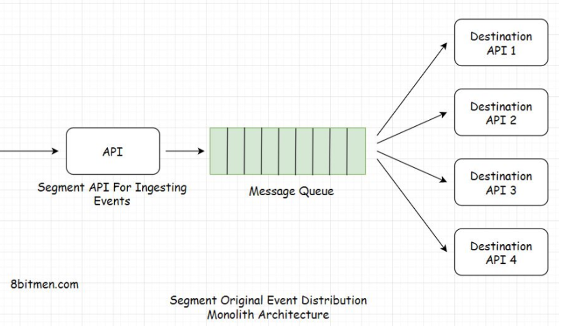 Destination
API 1
Destination
API 2
API
Segment API For Ingesting
Events
Message Queue
Destination
API 3
Destination
API 4
8bitmen.com
Segment Original Event Distribution
Monolith Architecture